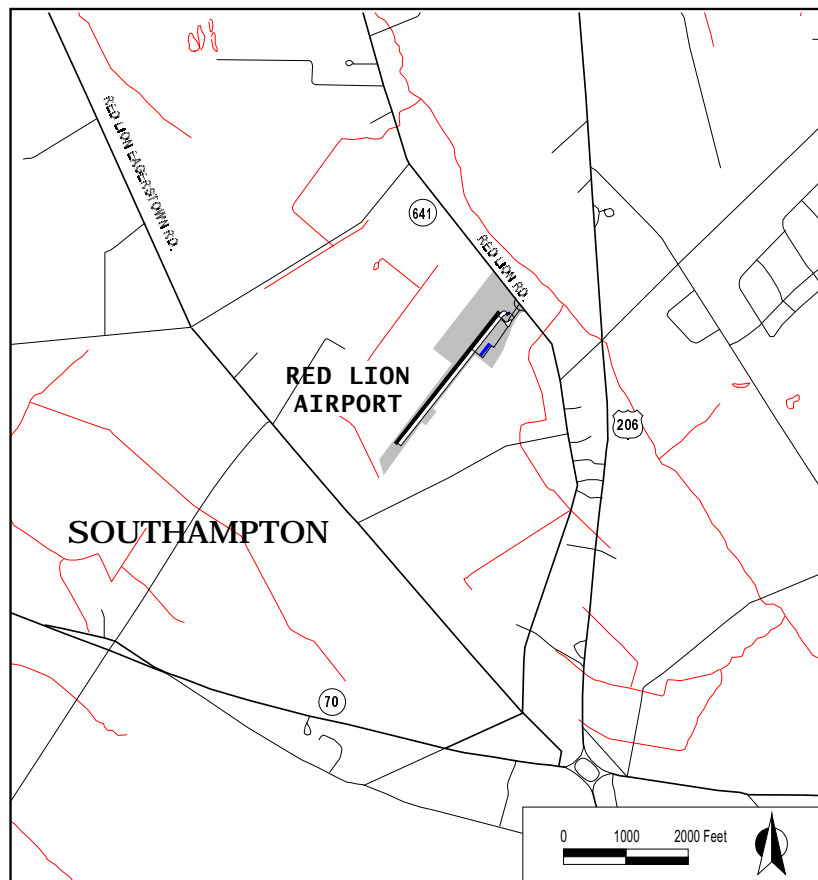 RED LION EAGERSTOWN RD.
641
RED LION RD.
RED LION
AIRPORT
206
SOUTHAMPTON
70
0 1000 2000 Feet